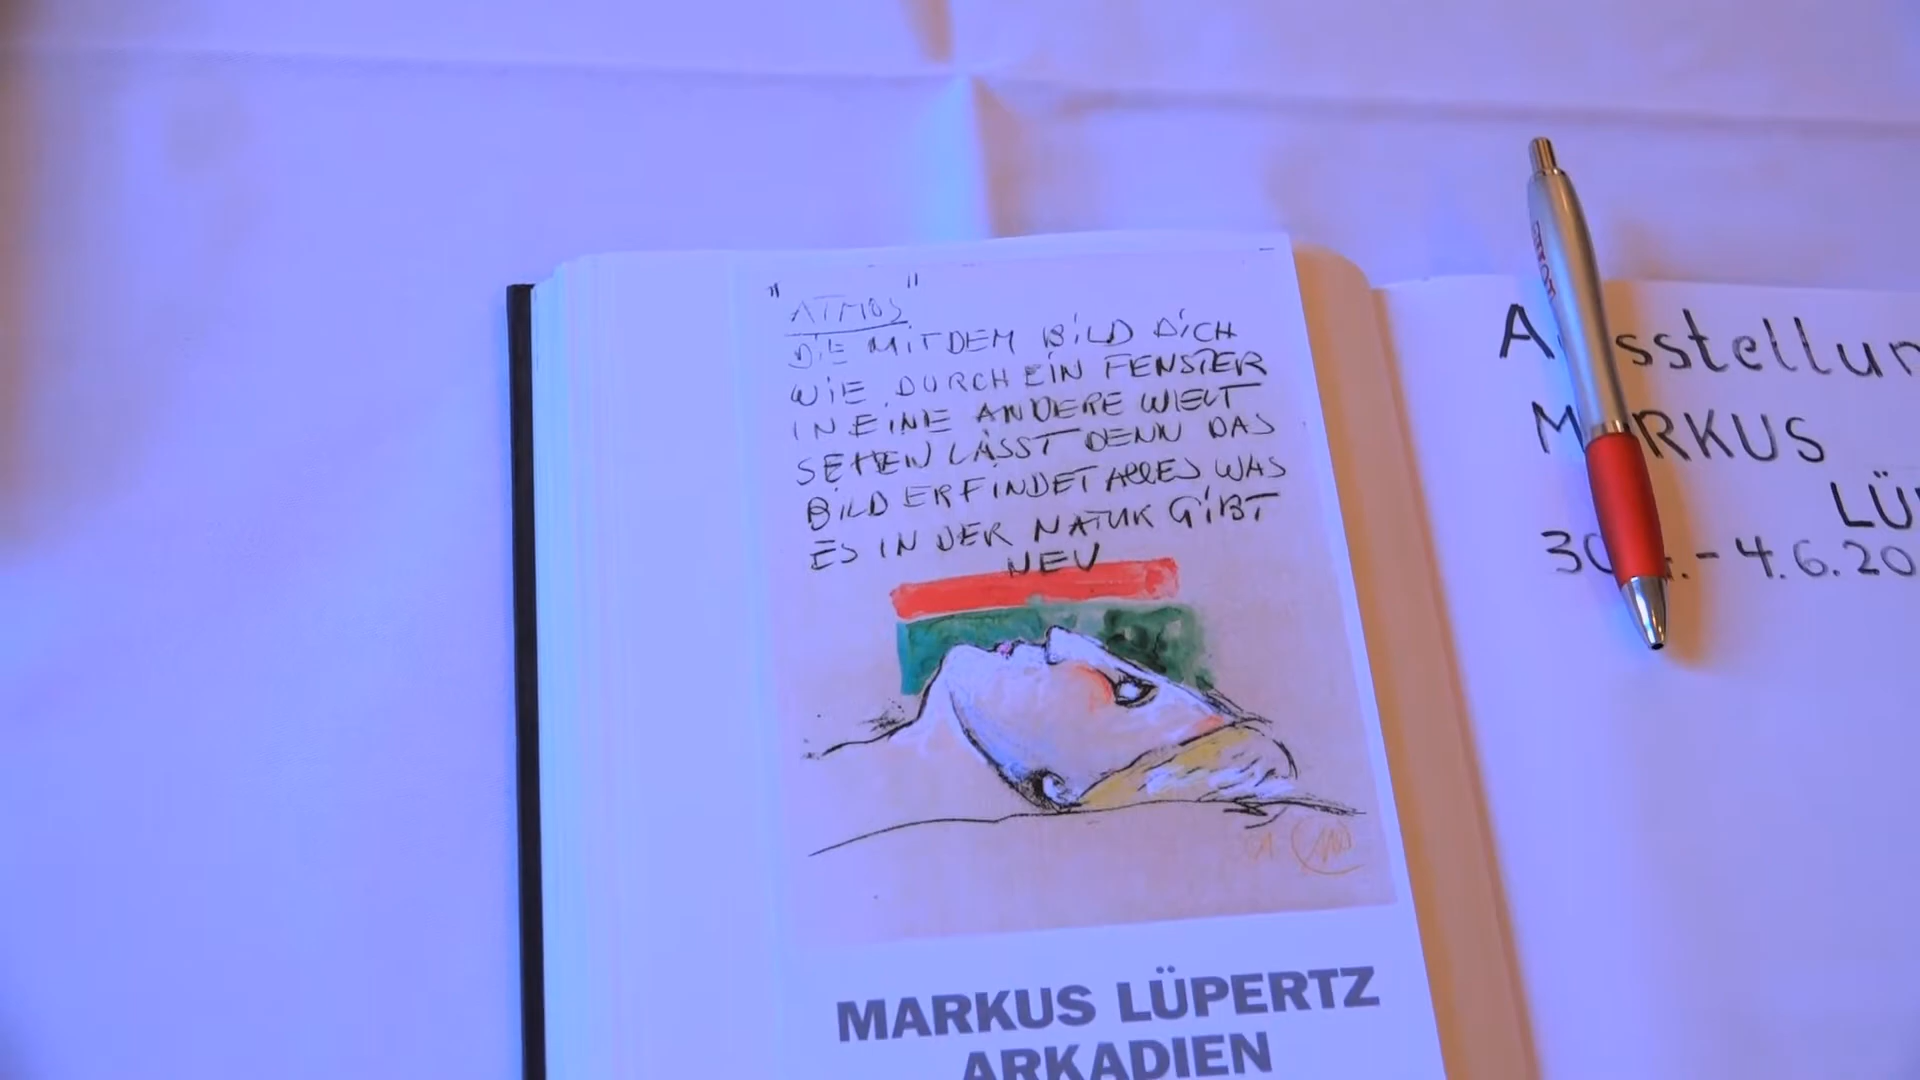 "ATMOS"
DIE MIT DEM BILD DICH
WIE DURCH EIN FENSTER
IN EINE ANDERE WELT
SEHEN LÄSST DENN DAS
BILD ERFINDET ALLES WAS
ES IN DER NATUR GIBT
NEU
MARKUS LÜPERTZ
ARKADIEN
A sstellun
M RKUS
LÜ
30 .-4.6.20